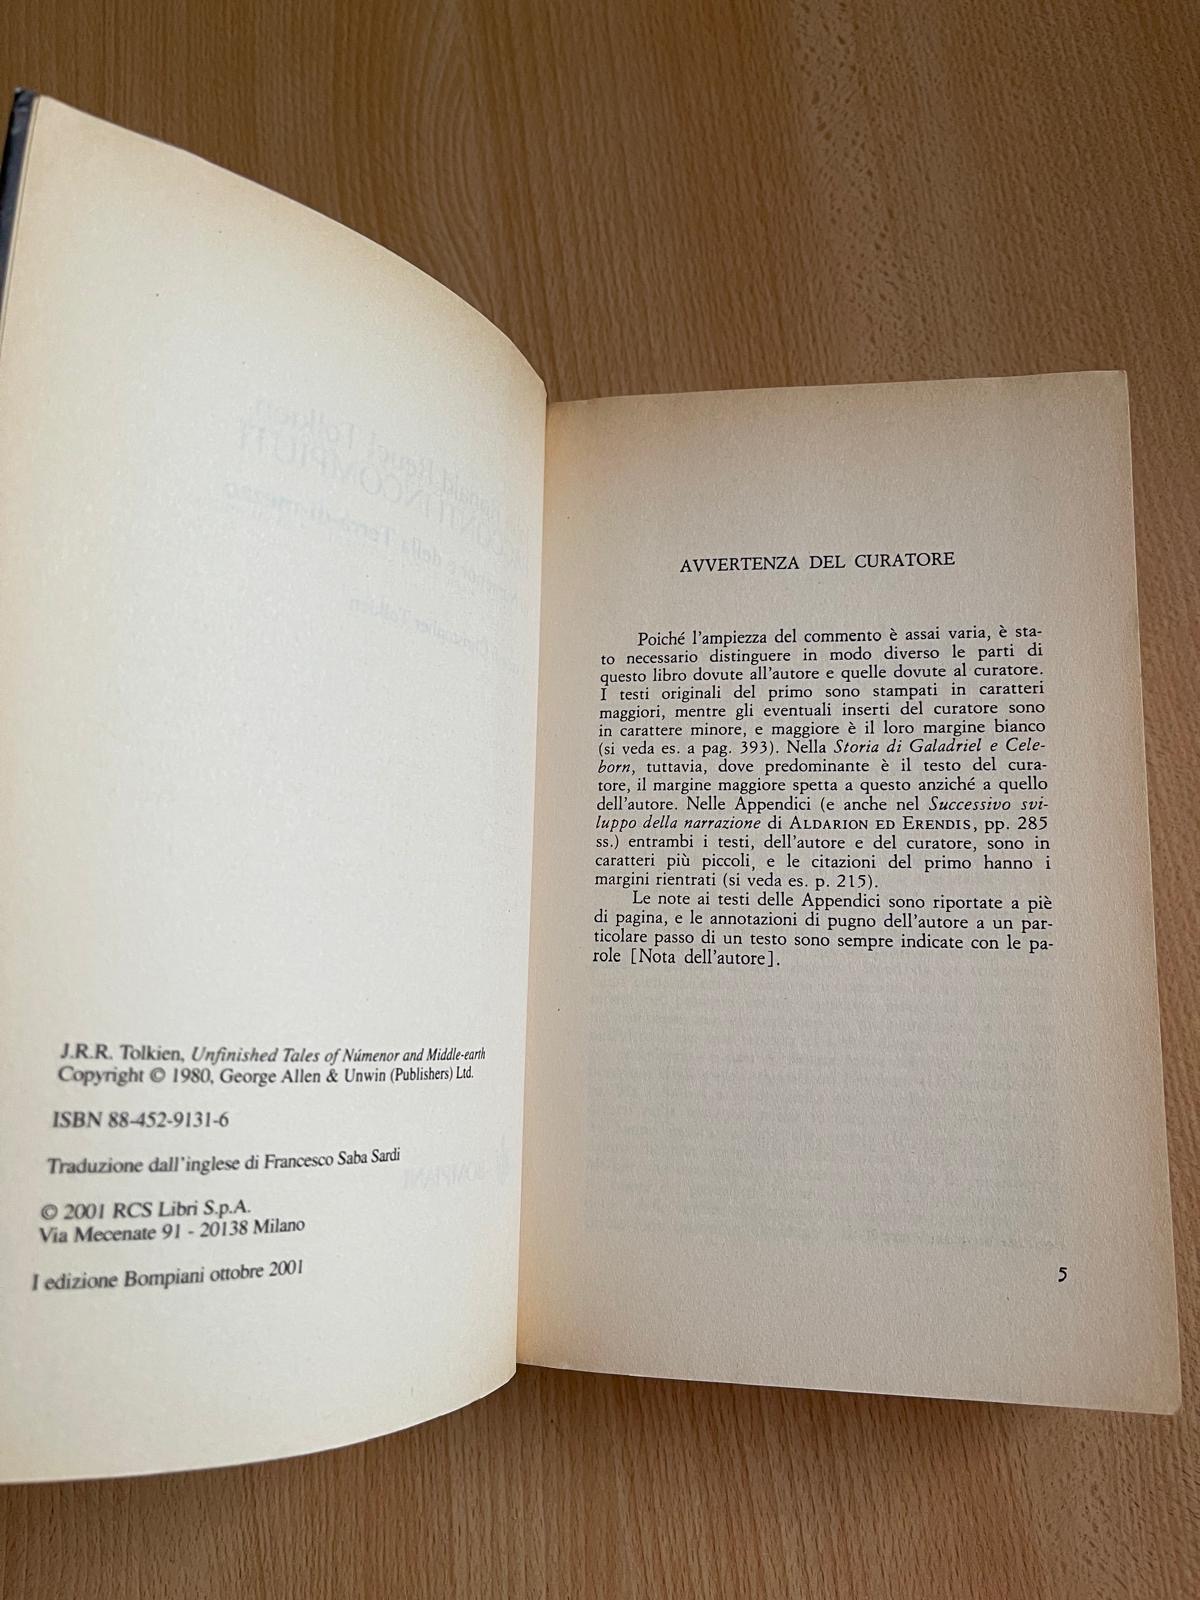 J.R.R. Tolkien, Unfinished Tales of Númenor and Middle-earth
Copyright © 1980, George Allen & Unwin (Publishers) Ltd.
ISBN 88-452-9131-6
Traduzione dall'inglese di Francesco Saba Sardi
© 2001 RCS Libri S.p.A.
Via Mecenate 91 - 20138 Milano
I edizione Bompiani ottobre 2001
AVVERTENZA DEL CURATORE
Poiché l'ampiezza del commento è assai varia, è sta-
to necessario distinguere in modo diverso le parti di
questo libro dovute all'autore e quelle dovute al curatore.
I testi originali del primo sono stampati in caratteri
maggiori, mentre gli eventuali inserti del curatore sono
in carattere minore, e maggiore è il loro margine bianco
(si veda es. a pag. 393). Nella Storia di Galadriel e Cele-
born, tuttavia, dove predominante è il testo del cura-
tore, il margine maggiore spetta a questo anziché a quello
dell'autore. Nelle Appendici (e anche nel Successivo svi-
luppo della narrazione di ALDARION ED ERENDIS, pp. 285
ss.) entrambi i testi, dell'autore e del curatore, sono in
caratteri più piccoli, e le citazioni del primo hanno i
margini rientrati (si veda es. p. 215).
Le note ai testi delle Appendici sono riportate a piè
di pagina, e le annotazioni di pugno dell'autore a un par-
ticolare passo di un testo sono sempre indicate con le pa-
role [Nota dell'autore].
5